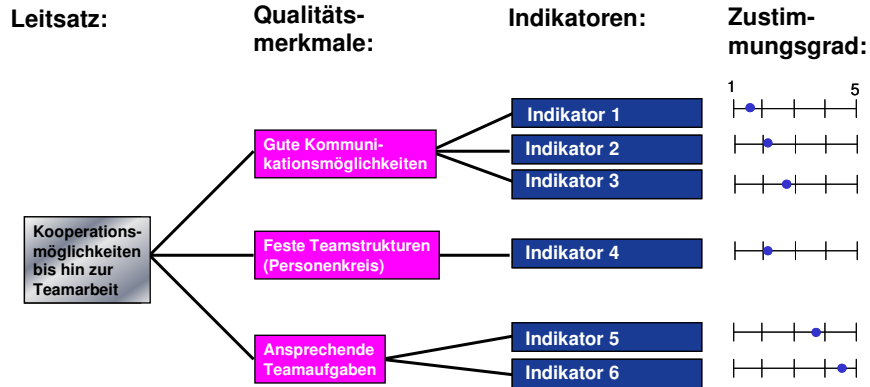 Leitsatz:
Qualitäts-
merkmale:
Indikatoren:
Zustim-
mungsgrad:
1
5
Kooperations-
möglichkeiten
bis hin zur
Teamarbeit
Gute Kommuni-
kationsmöglichkeiten
Feste Teamstrukturen
(Personenkreis)
Ansprechende
Teamaufgaben
Indikator 1
Indikator 2
Indikator 3
Indikator 4
Indikator 5
Indikator 6